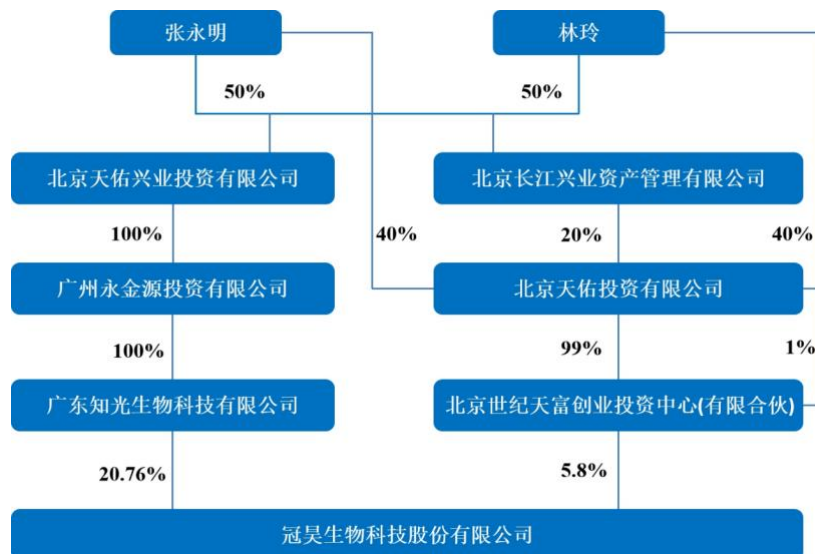 张永明
林玲
50%
50%
北京天佑兴业投资有限公司
北京长江兴业资产管理有限公司
100%
40%
20%
40%
广州永金源投资有限公司
北京天佑投资有限公司
100%
99%
1%
广东知光生物科技有限公司
北京世纪天富创业投资中心(有限合伙)
20.76%
5.8%
冠昊生物科技股份有限公司